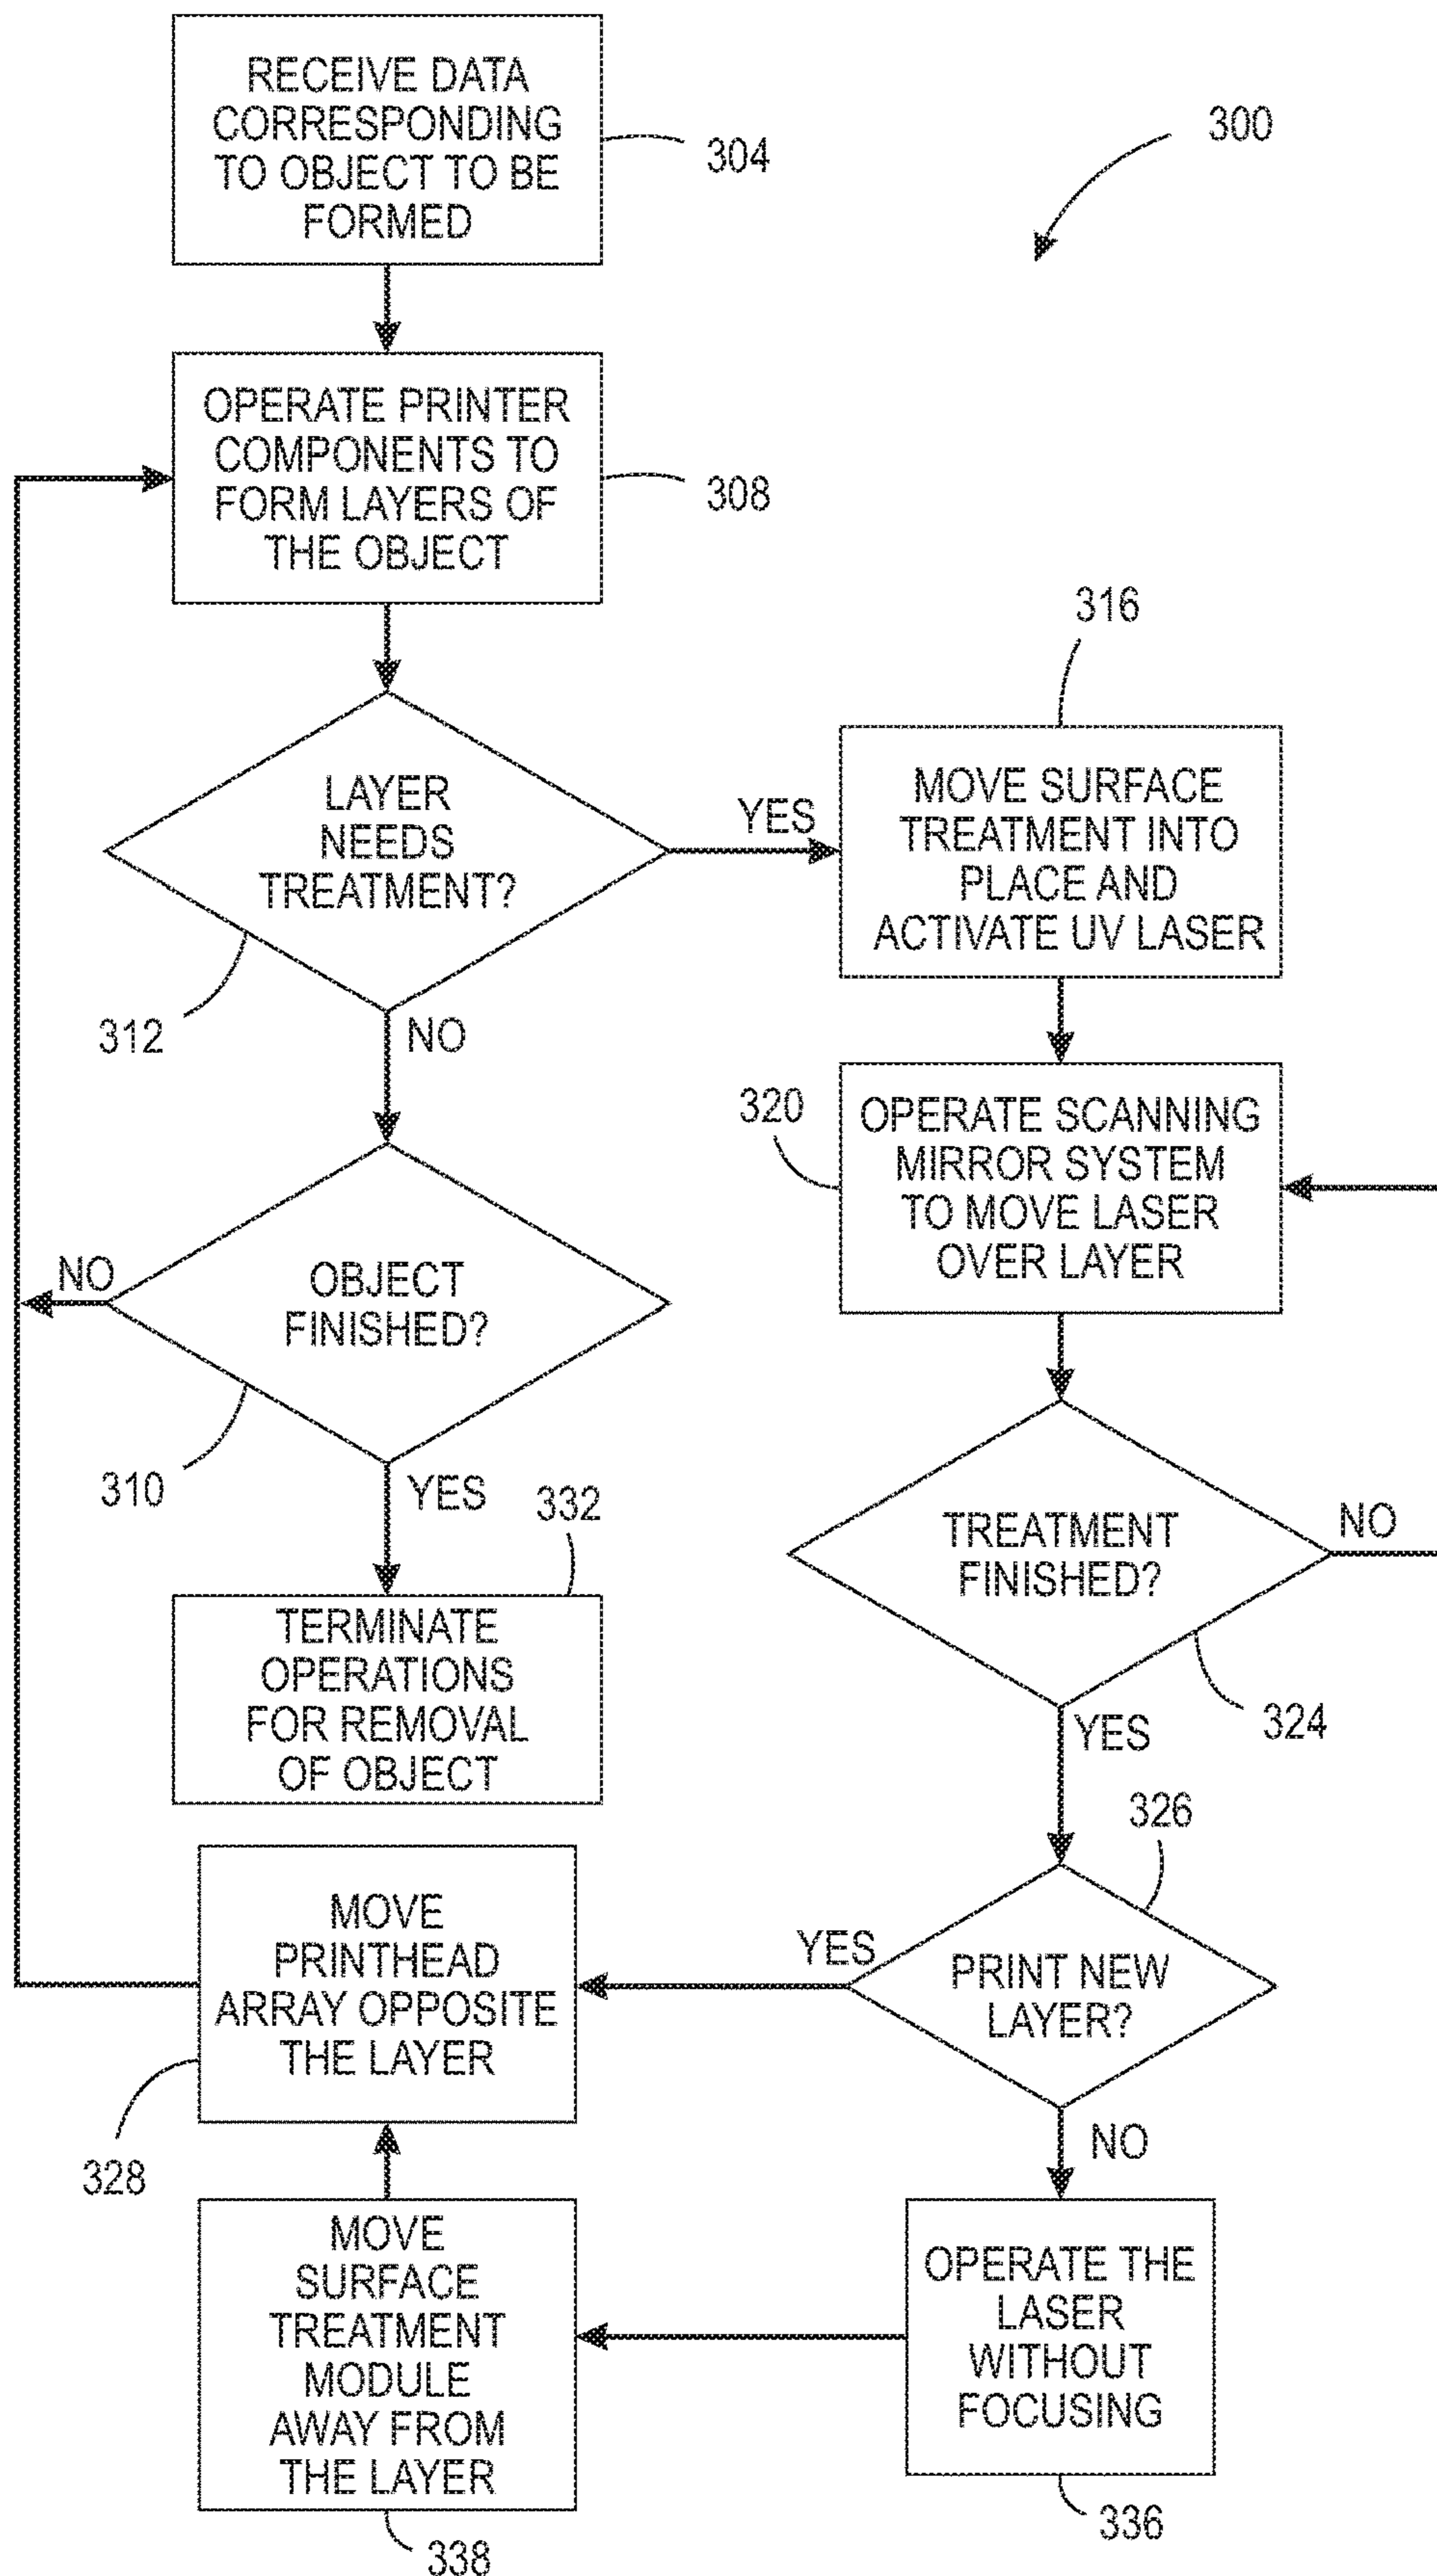 RECEIVE DATA
CORRESPONDING
TO OBJECT TO BE
FORMED
304
300
OPERATE PRINTER
COMPONENTS TO
FORM LAYERS OF
THE OBJECT
308
LAYER
NEEDS
TREATMENT?
312
YES
NO
316
MOVE SURFACE
TREATMENT INTO
PLACE AND
ACTIVATE UV LASER
320
OPERATE SCANNING
MIRROR SYSTEM
TO MOVE LASER
OVER LAYER
NO
OBJECT
FINISHED?
310
YES
332
TERMINATE
OPERATIONS
FOR REMOVAL
OF OBJECT
TREATMENT
FINISHED?
NO
324
YES
326
PRINT NEW
LAYER?
YES
NO
MOVE
PRINTHEAD
ARRAY OPPOSITE
THE LAYER
328
OPERATE THE
LASER
WITHOUT
FOCUSING
336
MOVE
SURFACE
TREATMENT
MODULE
AWAY FROM
THE LAYER
338